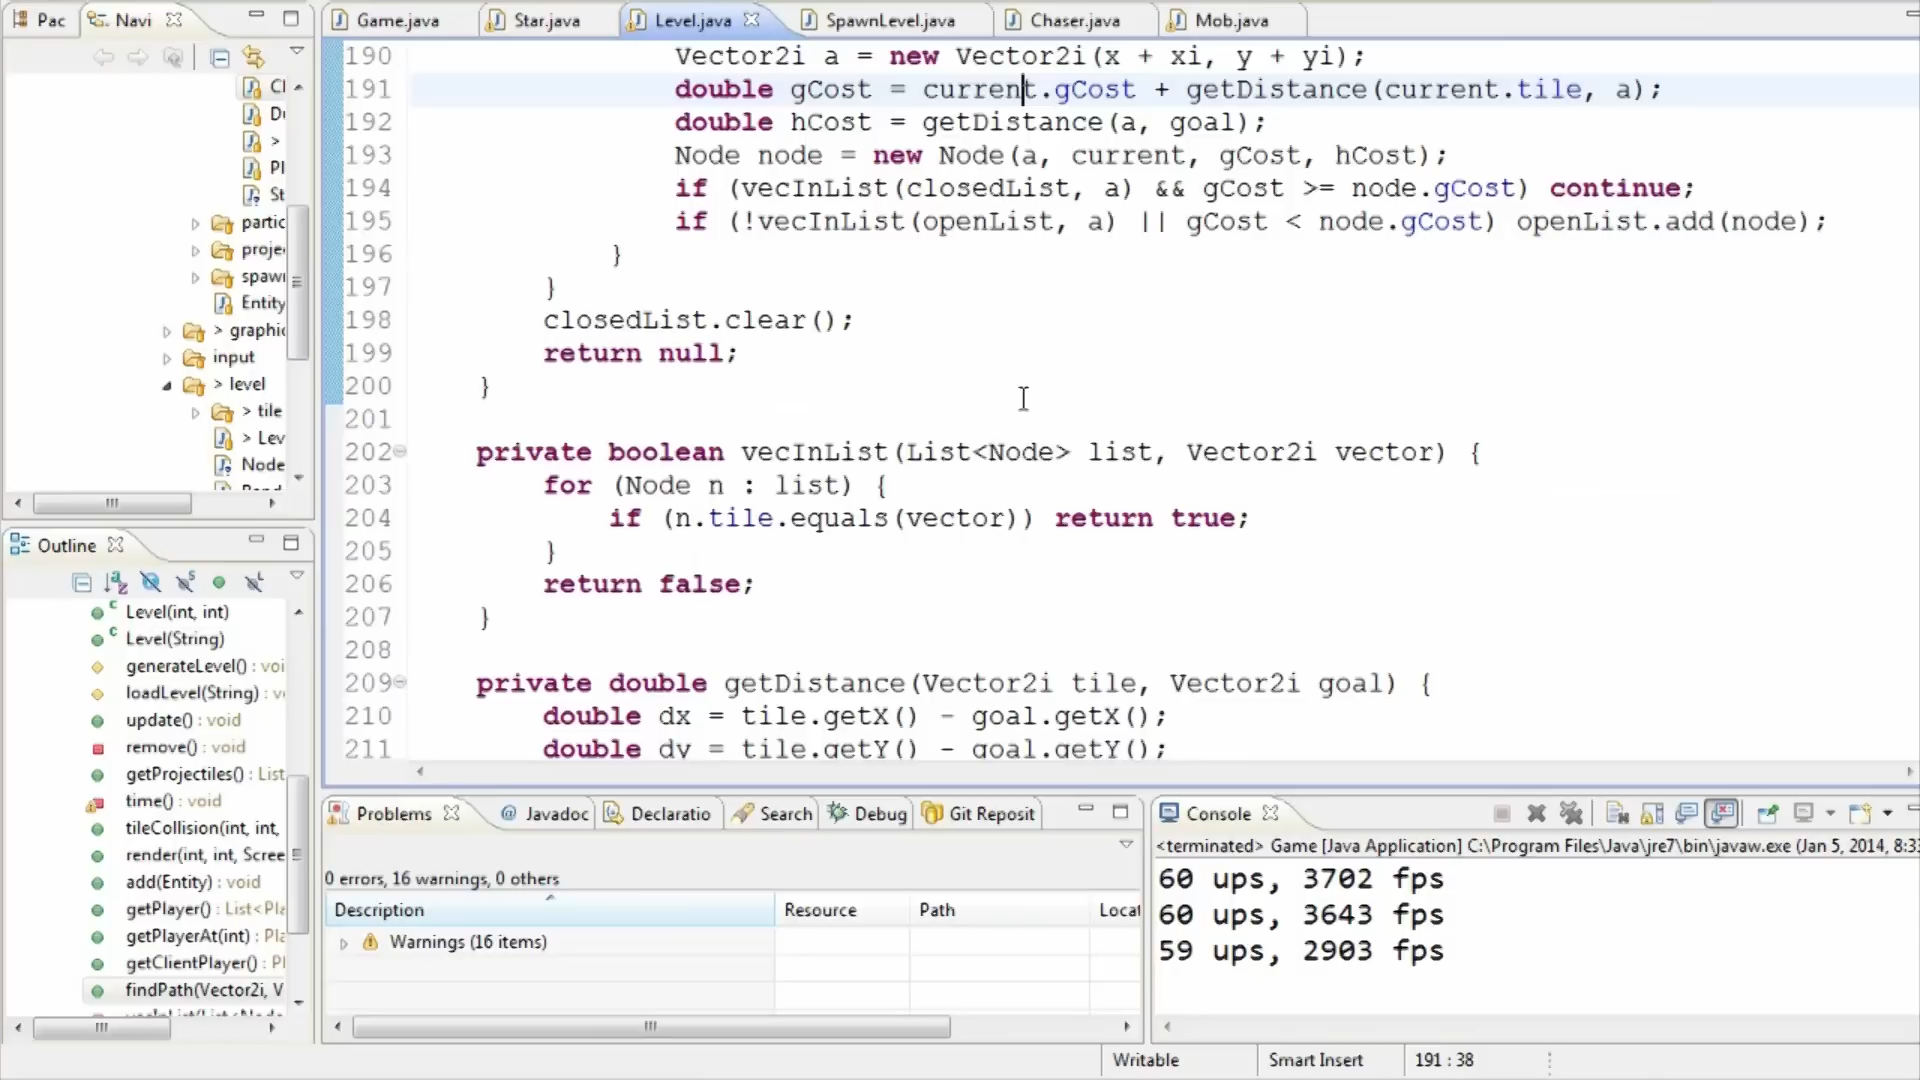 Pac
Navi
Game.java
Star.java
Level.java
SpawnLevel.java
Chaser.java
Mob.java
Cl
Du
>
Pl
St
partic
proje
spawn
Entity
> graphic
input
> level
> tile
> Lev
Node
190 Vector2i a = new Vector2i(x + xi, y + yi);
191 double gCost = current.gCost + getDistance(current.tile, a);
192 double hCost = getDistance(a, goal);
193 Node node = new Node(a, current, gCost, hCost);
194 if (vecInList(closedList, a) && gCost >= node.gCost) continue;
195 if (!vecInList(openList, a) || gCost < node.gCost) openList.add(node);
196 }
197 }
198 closedList.clear();
199 return null;
200 }
201
202 private boolean vecInList(List<Node> list, Vector2i vector) {
203 for (Node n : list) {
204 if (n.tile.equals(vector)) return true;
205 }
206 return false;
207 }
208
209 private double getDistance(Vector2i tile, Vector2i goal) {
210 double dx = tile.getX() - goal.getX();
211 double dy = tile.getY() - goal.getY();
Outline
Level(int, int)
Level(String)
generateLevel() : voi
loadLevel(String) : v
update() : void
remove() : void
getProjectiles() : List
time() : void
tileCollision(int, int,
render(int, int, Scree
add(Entity) : void
getPlayer() : List<Pla
getPlayerAt(int) : Pla
getClientPlayer() : Pl
findPath(Vector2i, V
Problems
Javadoc
Declaratio
Search
Debug
Git Reposit
0 errors, 16 warnings, 0 others
Description Resource Path Locat
Warnings (16 items)
Console
<terminated> Game [Java Application] C:\Program Files\Java\jre7\bin\javaw.exe (Jan 5, 2014, 8:33
60 ups, 3702 fps
60 ups, 3643 fps
59 ups, 2903 fps
Writable Smart Insert 191 : 38